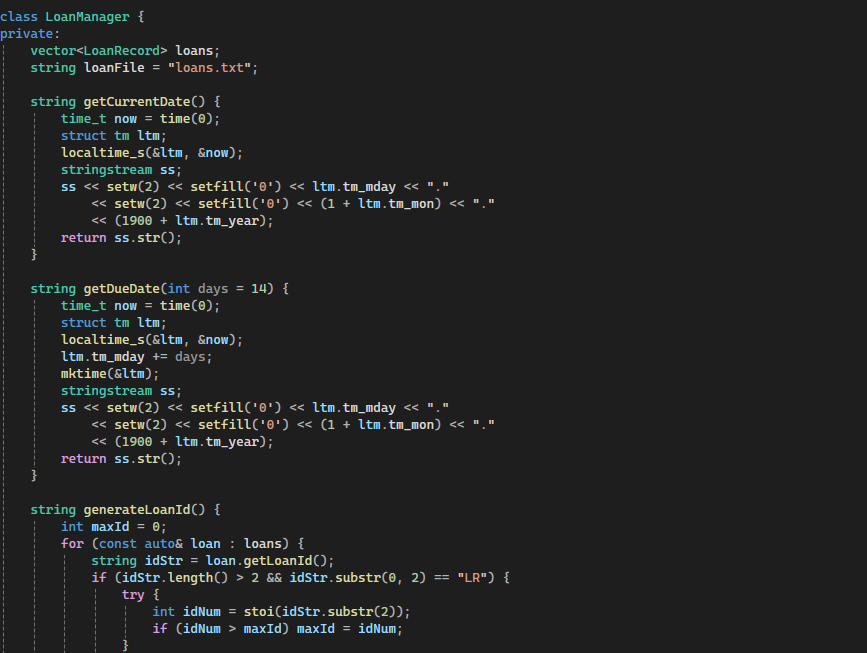 class LoanManager {
private:
    vector<LoanRecord> loans;
    string loanFile = "loans.txt";

    string getCurrentDate() {
        time_t now = time(0);
        struct tm ltm;
        localtime_s(&ltm, &now);
        stringstream ss;
        ss << setw(2) << setfill('0') << ltm.tm_mday << "."
            << setw(2) << setfill('0') << (1 + ltm.tm_mon) << "."
            << (1900 + ltm.tm_year);
        return ss.str();
    }

    string getDueDate(int days = 14) {
        time_t now = time(0);
        struct tm ltm;
        localtime_s(&ltm, &now);
        ltm.tm_mday += days;
        mktime(&ltm);
        stringstream ss;
        ss << setw(2) << setfill('0') << ltm.tm_mday << "."
            << setw(2) << setfill('0') << (1 + ltm.tm_mon) << "."
            << (1900 + ltm.tm_year);
        return ss.str();
    }

    string generateLoanId() {
        int maxId = 0;
        for (const auto& loan : loans) {
            string idStr = loan.getLoanId();
            if (idStr.length() > 2 && idStr.substr(0, 2) == "LR") {
                try {
                    int idNum = stoi(idStr.substr(2));
                    if (idNum > maxId) maxId = idNum;
                }